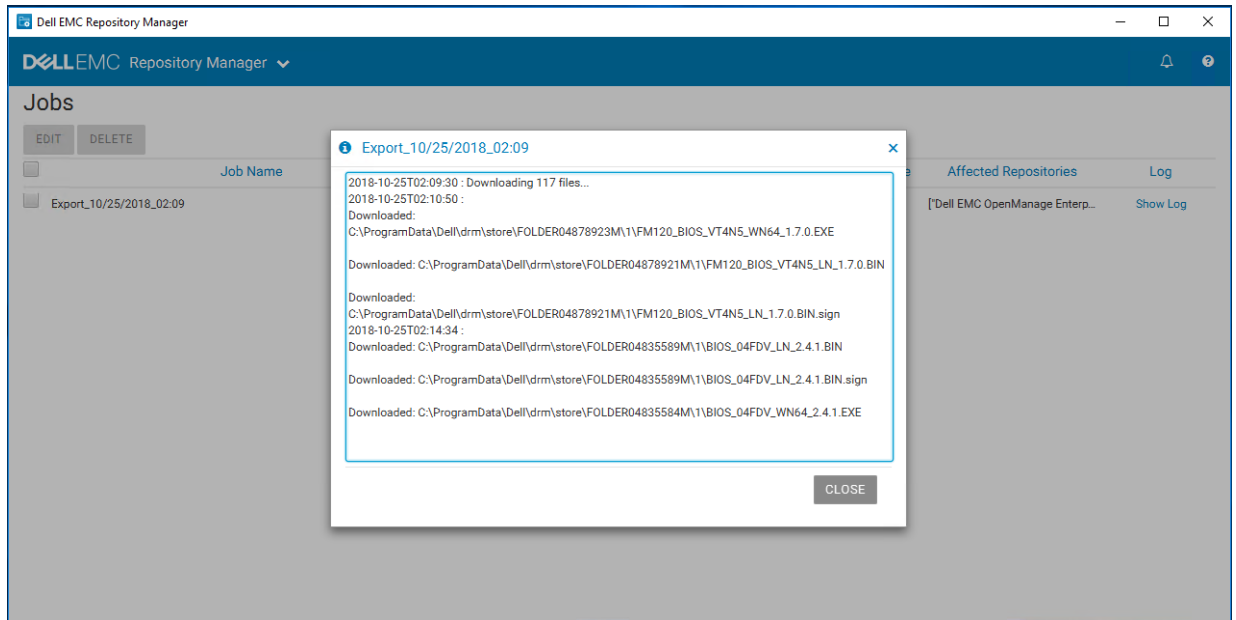 Dell EMC Repository Manager
DELLEMC Repository Manager
Jobs
EDIT DELETE
Job Name Affected Repositories Log
Export_10/25/2018_02:09 ["Dell EMC OpenManage Enterp... Show Log
Export_10/25/2018_02:09
2018-10-25T02:09:30 : Downloading 117 files...
2018-10-25T02:10:50 :
Downloaded:
C:\ProgramData\Dell\drm\store\FOLDER04878923M\1\FM120_BIOS_VT4N5_WN64_1.7.0.EXE
Downloaded: C:\ProgramData\Dell\drm\store\FOLDER04878921M\1\FM120_BIOS_VT4N5_LN_1.7.0.BIN
Downloaded:
C:\ProgramData\Dell\drm\store\FOLDER04878921M\1\FM120_BIOS_VT4N5_LN_1.7.0.BIN.sign
2018-10-25T02:14:34 :
Downloaded: C:\ProgramData\Dell\drm\store\FOLDER04835589M\1\BIOS_04FDV_LN_2.4.1.BIN
Downloaded: C:\ProgramData\Dell\drm\store\FOLDER04835589M\1\BIOS_04FDV_LN_2.4.1.BIN.sign
Downloaded: C:\ProgramData\Dell\drm\store\FOLDER04835584M\1\BIOS_04FDV_WN64_2.4.1.EXE
CLOSE